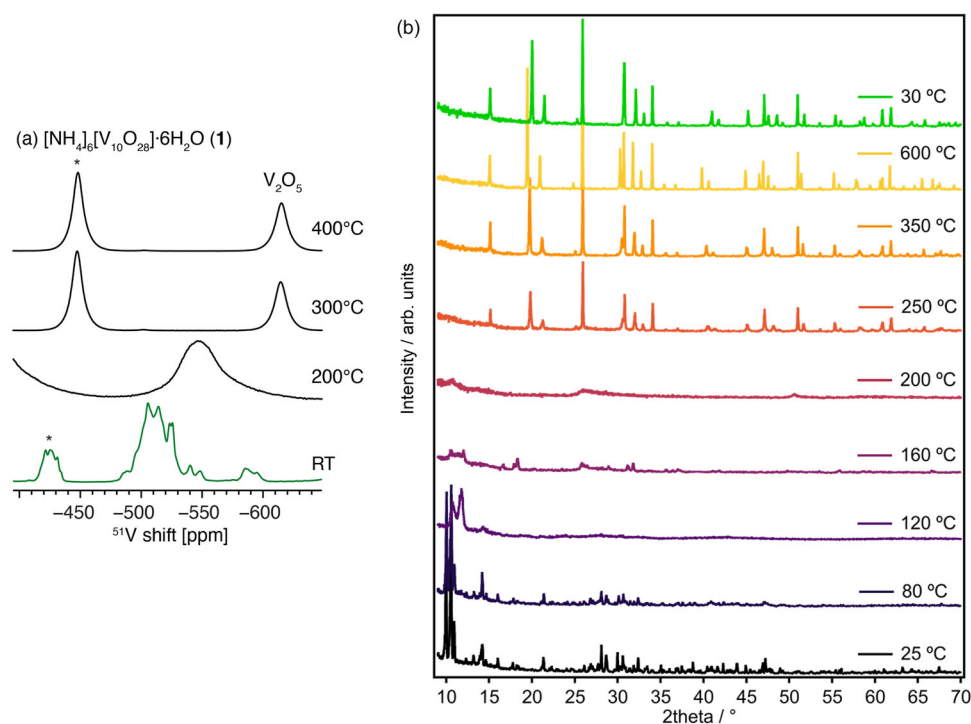 (b)
30 ºC
600 ºC
350 ºC
250 ºC
200 ºC
160 ºC
120 ºC
80 ºC
25 ºC
Intensity / arb. units
10 15 20 25 30 35 40 45 50 55 60 65 70
2theta / °
(a) [NH₄]₆[V₁₀O₂₈]·6H₂O (1)
*
V₂O₅
400°C
300°C
200°C
*
RT
−450 −500 −550 −600
⁵¹V shift [ppm]